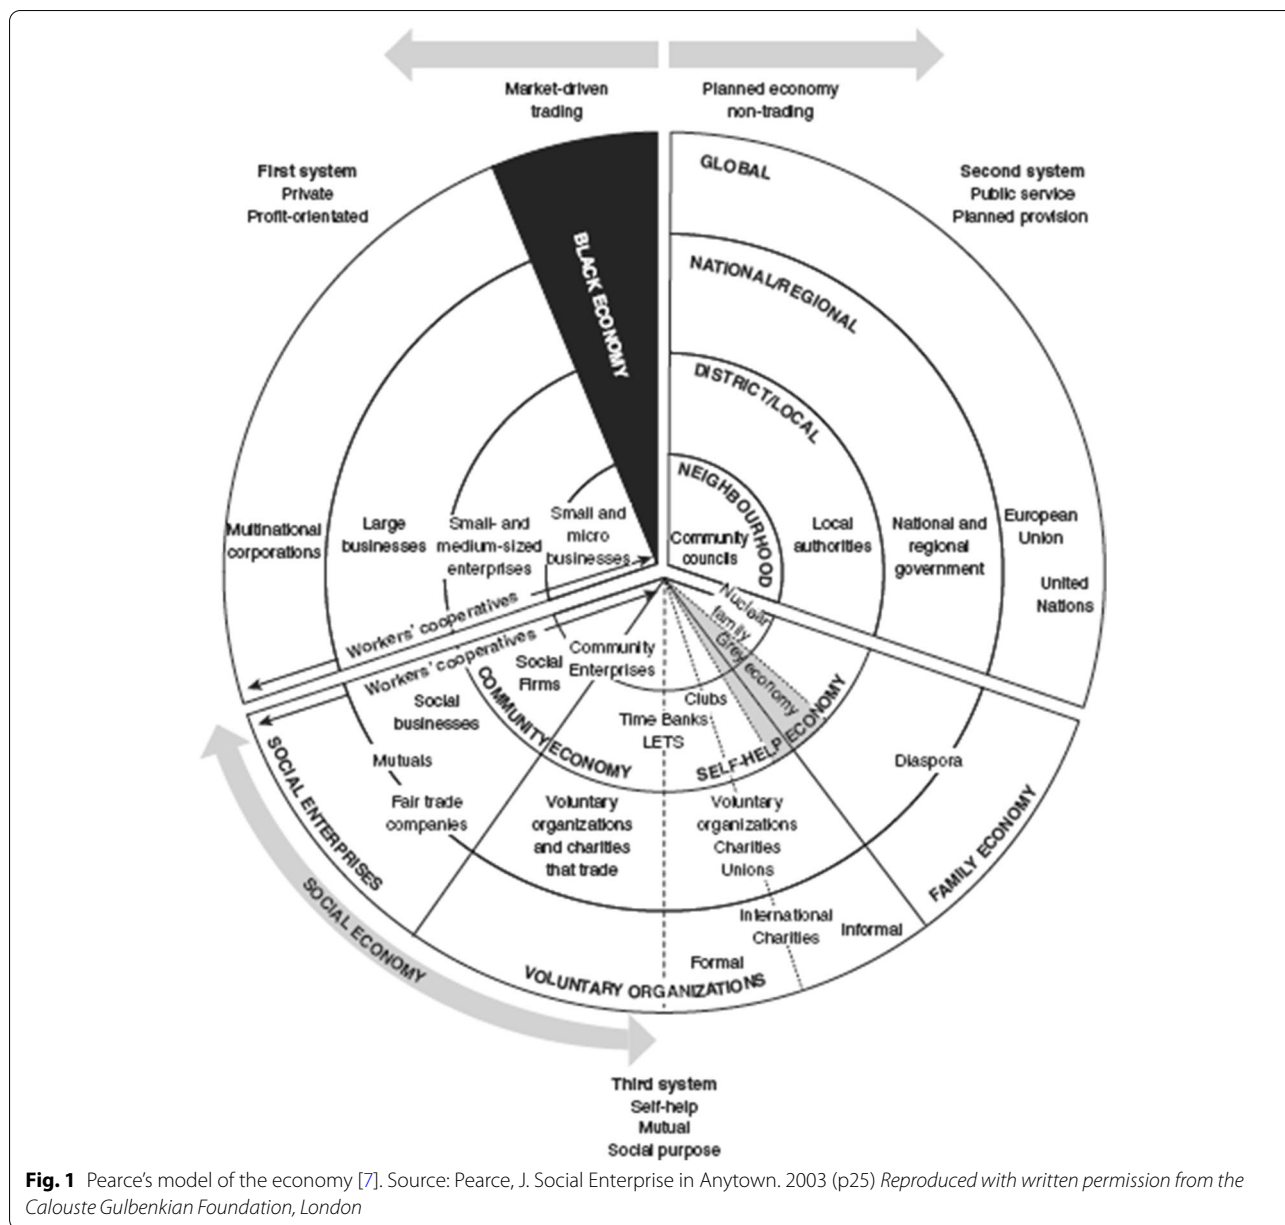 Market-driven
trading
Planned economy
non-trading
First system
Private
Profit-orientated
Second system
Public service
Planned provision
BLACK ECONOMY
GLOBAL
NATIONAL/REGIONAL
DISTRICT/LOCAL
NEIGHBOURHOOD
Multinational
corporations
Large
businesses
Small- and
medium-sized
enterprises
Small and
micro
businesses
Community
councils
Local
authorities
National and
regional
government
European
Union
United
Nations
Workers' cooperatives
Workers' cooperatives
Social
businesses
Social
Firms
Community
Enterprises
Nuclear
family
Grey economy
Clubs
Time Banks
LETS
COMMUNITY ECONOMY
SELF-HELP ECONOMY
Mutuals
Fair trade
companies
Voluntary
organizations
and charities
that trade
Voluntary
organizations
Charities
Unions
Diaspora
International
Charities
Informal
Formal
SOCIAL ENTERPRISES
VOLUNTARY ORGANIZATIONS
FAMILY ECONOMY
SOCIAL ECONOMY
Third system
Self-help
Mutual
Social purpose
Fig. 1 Pearce's model of the economy [7]. Source: Pearce, J. Social Enterprise in Anytown. 2003 (p25) Reproduced with written permission from the
Calouste Gulbenkian Foundation, London